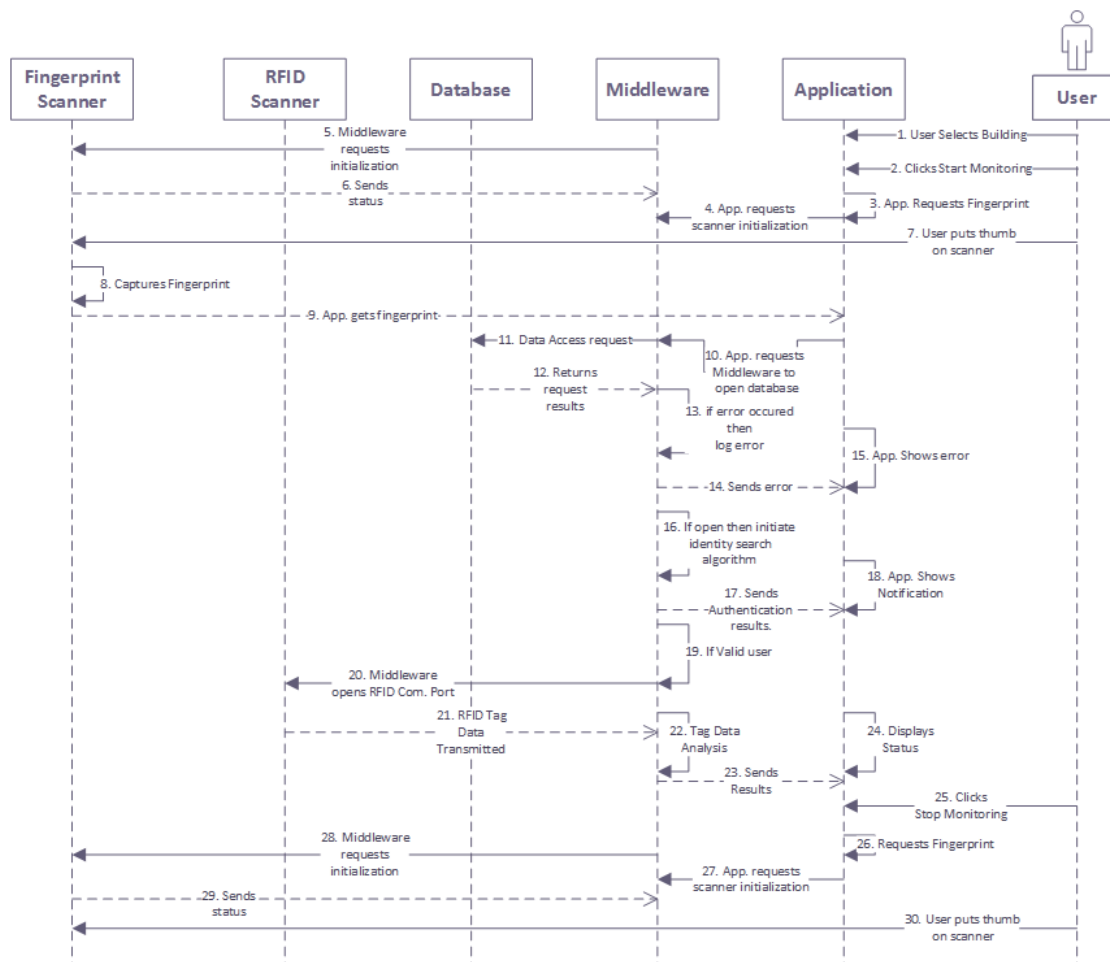 Fingerprint
Scanner
RFID
Scanner
Database
Middleware
Application
User
1. User Selects Building
5. Middleware
requests
initialization
2. Clicks Start Monitoring
6. Sends
status
3. App. Requests Fingerprint
4. App. requests
scanner initialization
7. User puts thumb
on scanner
8. Captures Fingerprint
9. App. gets fingerprint
11. Data Access request
10. App. requests
Middleware to
open database
12. Returns
request
results
13. if error occured
then
log error
15. App. Shows error
14. Sends error
16. If open then initiate
identity search
algorithm
18. App. Shows
Notification
17. Sends
Authentication
results.
19. If Valid user
20. Middleware
opens RFID Com. Port
21. RFID Tag
Data
Transmitted
22. Tag Data
Analysis
24. Displays
Status
23. Sends
Results
25. Clicks
Stop Monitoring
28. Middleware
requests
initialization
26. Requests Fingerprint
27. App. requests
scanner initialization
29. Sends
status
30. User puts thumb
on scanner